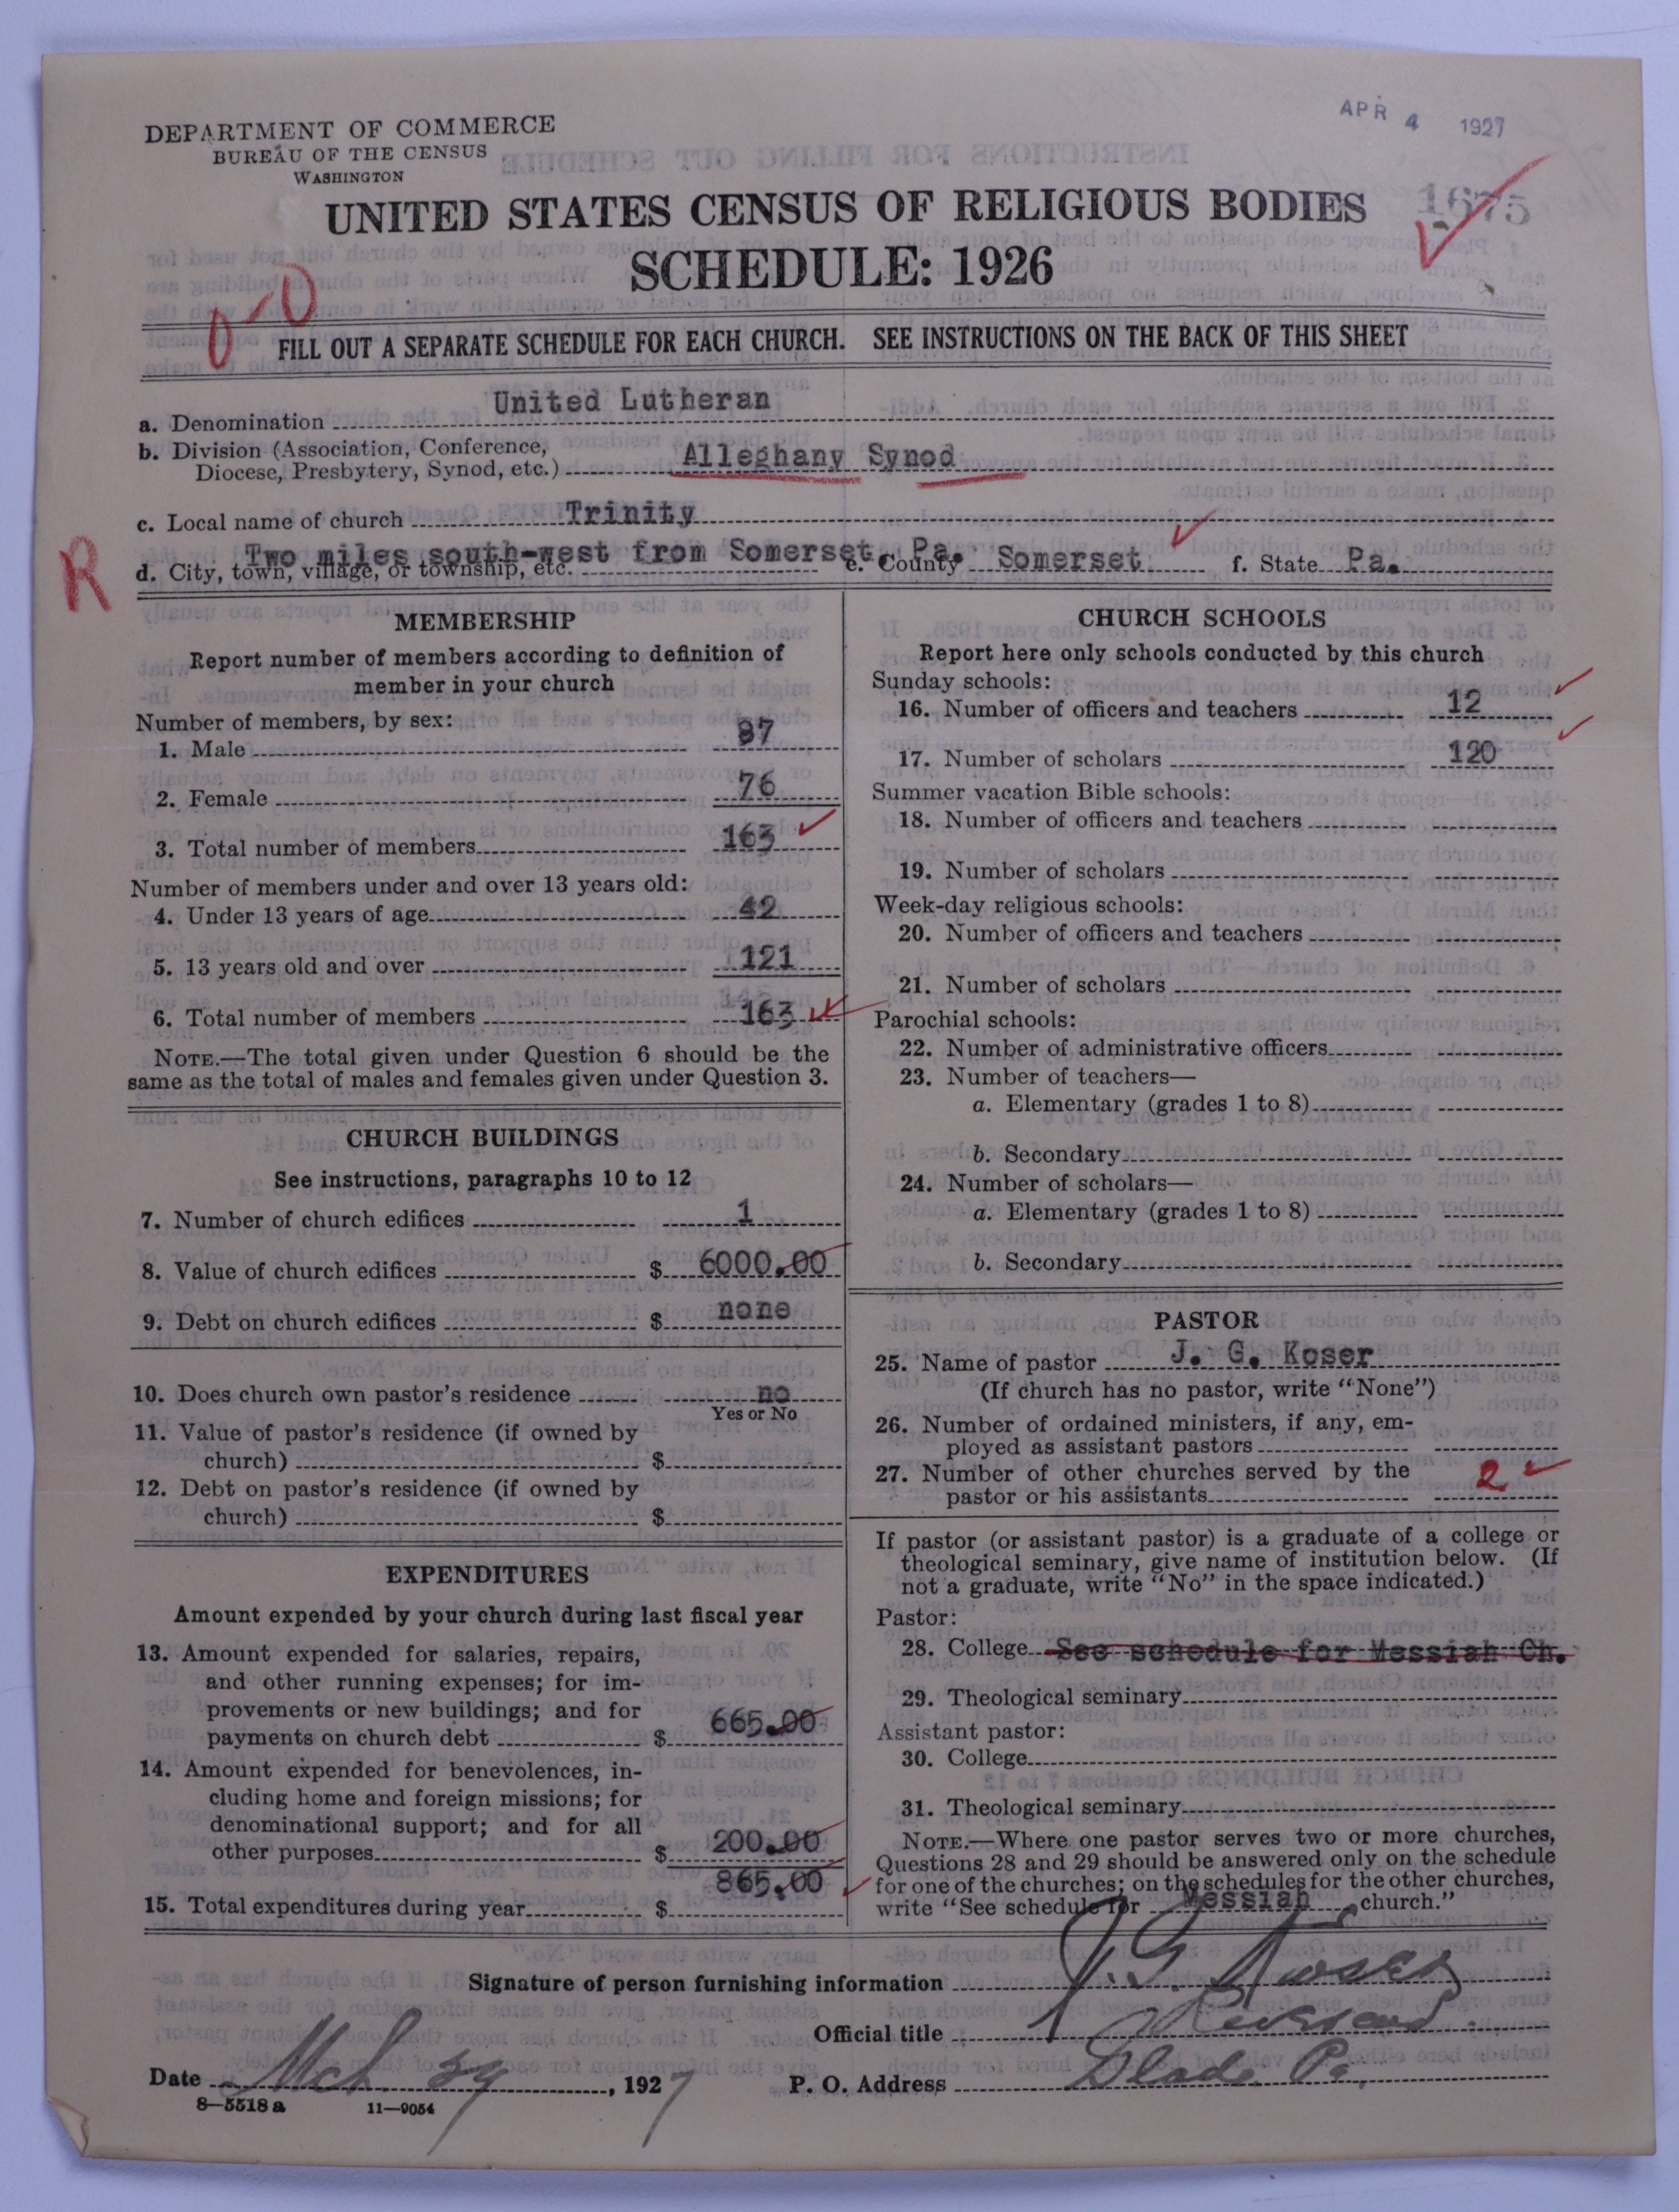 APR 4 1927
DEPARTMENT OF COMMERCE
BUREAU OF THE CENSUS
WASHINGTON
1675
UNITED STATES CENSUS OF RELIGIOUS BODIES
SCHEDULE: 1926
FILL OUT A SEPARATE SCHEDULE FOR EACH CHURCH. SEE INSTRUCTIONS ON THE BACK OF THIS SHEET
a. Denomination United Lutheran
b. Division (Association, Conference,
Diocese, Presbytery, Synod, etc.) Alleghany Synod
c. Local name of church Trinity
R
Two miles south-west from Somerset, Pa.
d. City, town, village, or township, etc. e. County Somerset f. State Pa.
MEMBERSHIP
Report number of members according to definition of
member in your church
Number of members, by sex:
1. Male 87
2. Female 76
3. Total number of members 163
Number of members under and over 13 years old:
4. Under 13 years of age 42
5. 13 years old and over 121
6. Total number of members 163
NOTE.—The total given under Question 6 should be the
same as the total of males and females given under Question 3.
CHURCH BUILDINGS
See instructions, paragraphs 10 to 12
7. Number of church edifices 1
8. Value of church edifices $ 6000.00
9. Debt on church edifices $ none
10. Does church own pastor's residence no
Yes or No
11. Value of pastor's residence (if owned by
church) $
12. Debt on pastor's residence (if owned by
church) $
EXPENDITURES
Amount expended by your church during last fiscal year
13. Amount expended for salaries, repairs,
and other running expenses; for im-
provements or new buildings; and for
payments on church debt $ 665.00
14. Amount expended for benevolences, in-
cluding home and foreign missions; for
denominational support; and for all
other purposes $ 200.00
15. Total expenditures during year $ 865.00
CHURCH SCHOOLS
Report here only schools conducted by this church
Sunday schools:
16. Number of officers and teachers 12
17. Number of scholars 120
Summer vacation Bible schools:
18. Number of officers and teachers
19. Number of scholars
Week-day religious schools:
20. Number of officers and teachers
21. Number of scholars
Parochial schools:
22. Number of administrative officers
23. Number of teachers—
a. Elementary (grades 1 to 8)
b. Secondary
24. Number of scholars—
a. Elementary (grades 1 to 8)
b. Secondary
PASTOR
25. Name of pastor J. G. Koser
(If church has no pastor, write "None")
26. Number of ordained ministers, if any, em-
ployed as assistant pastors
27. Number of other churches served by the
pastor or his assistants 2
If pastor (or assistant pastor) is a graduate of a college or
theological seminary, give name of institution below. (If
not a graduate, write "No" in the space indicated.)
Pastor:
28. College See schedule for Messiah Ch.
29. Theological seminary
Assistant pastor:
30. College
31. Theological seminary
NOTE.—Where one pastor serves two or more churches,
Questions 28 and 29 should be answered only on the schedule
for one of the churches; on the schedules for the other churches,
write "See schedule for Messiah church."
Signature of person furnishing information J. G. Koser
Official title
Date Mch 29, 1927 P. O. Address Glade Pa.
8—5518 a 11—9054